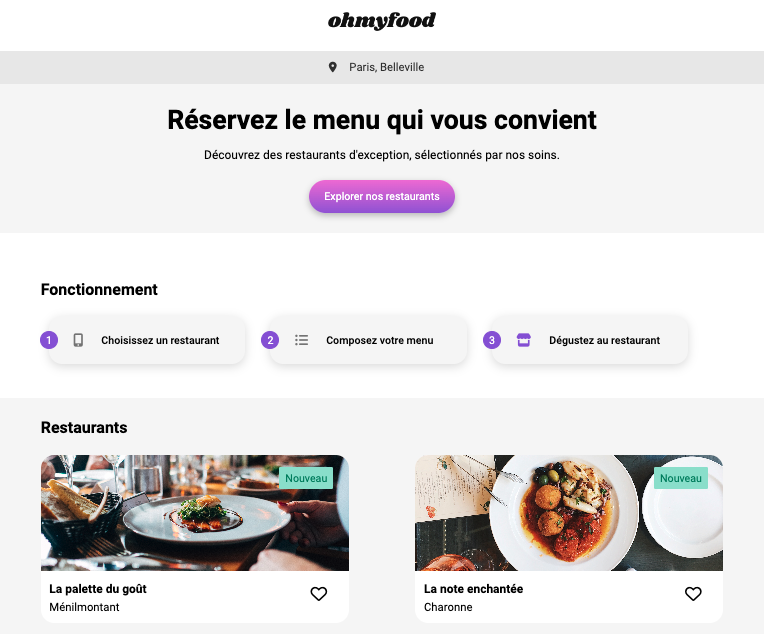 ohmyfood
Paris, Belleville
Réservez le menu qui vous convient
Découvrez des restaurants d'exception, sélectionnés par nos soins.
Explorer nos restaurants
Fonctionnement
1 Choisissez un restaurant
2 Composez votre menu
3 Dégustez au restaurant
Restaurants
Nouveau
La palette du goût
Ménilmontant
Nouveau
La note enchantée
Charonne